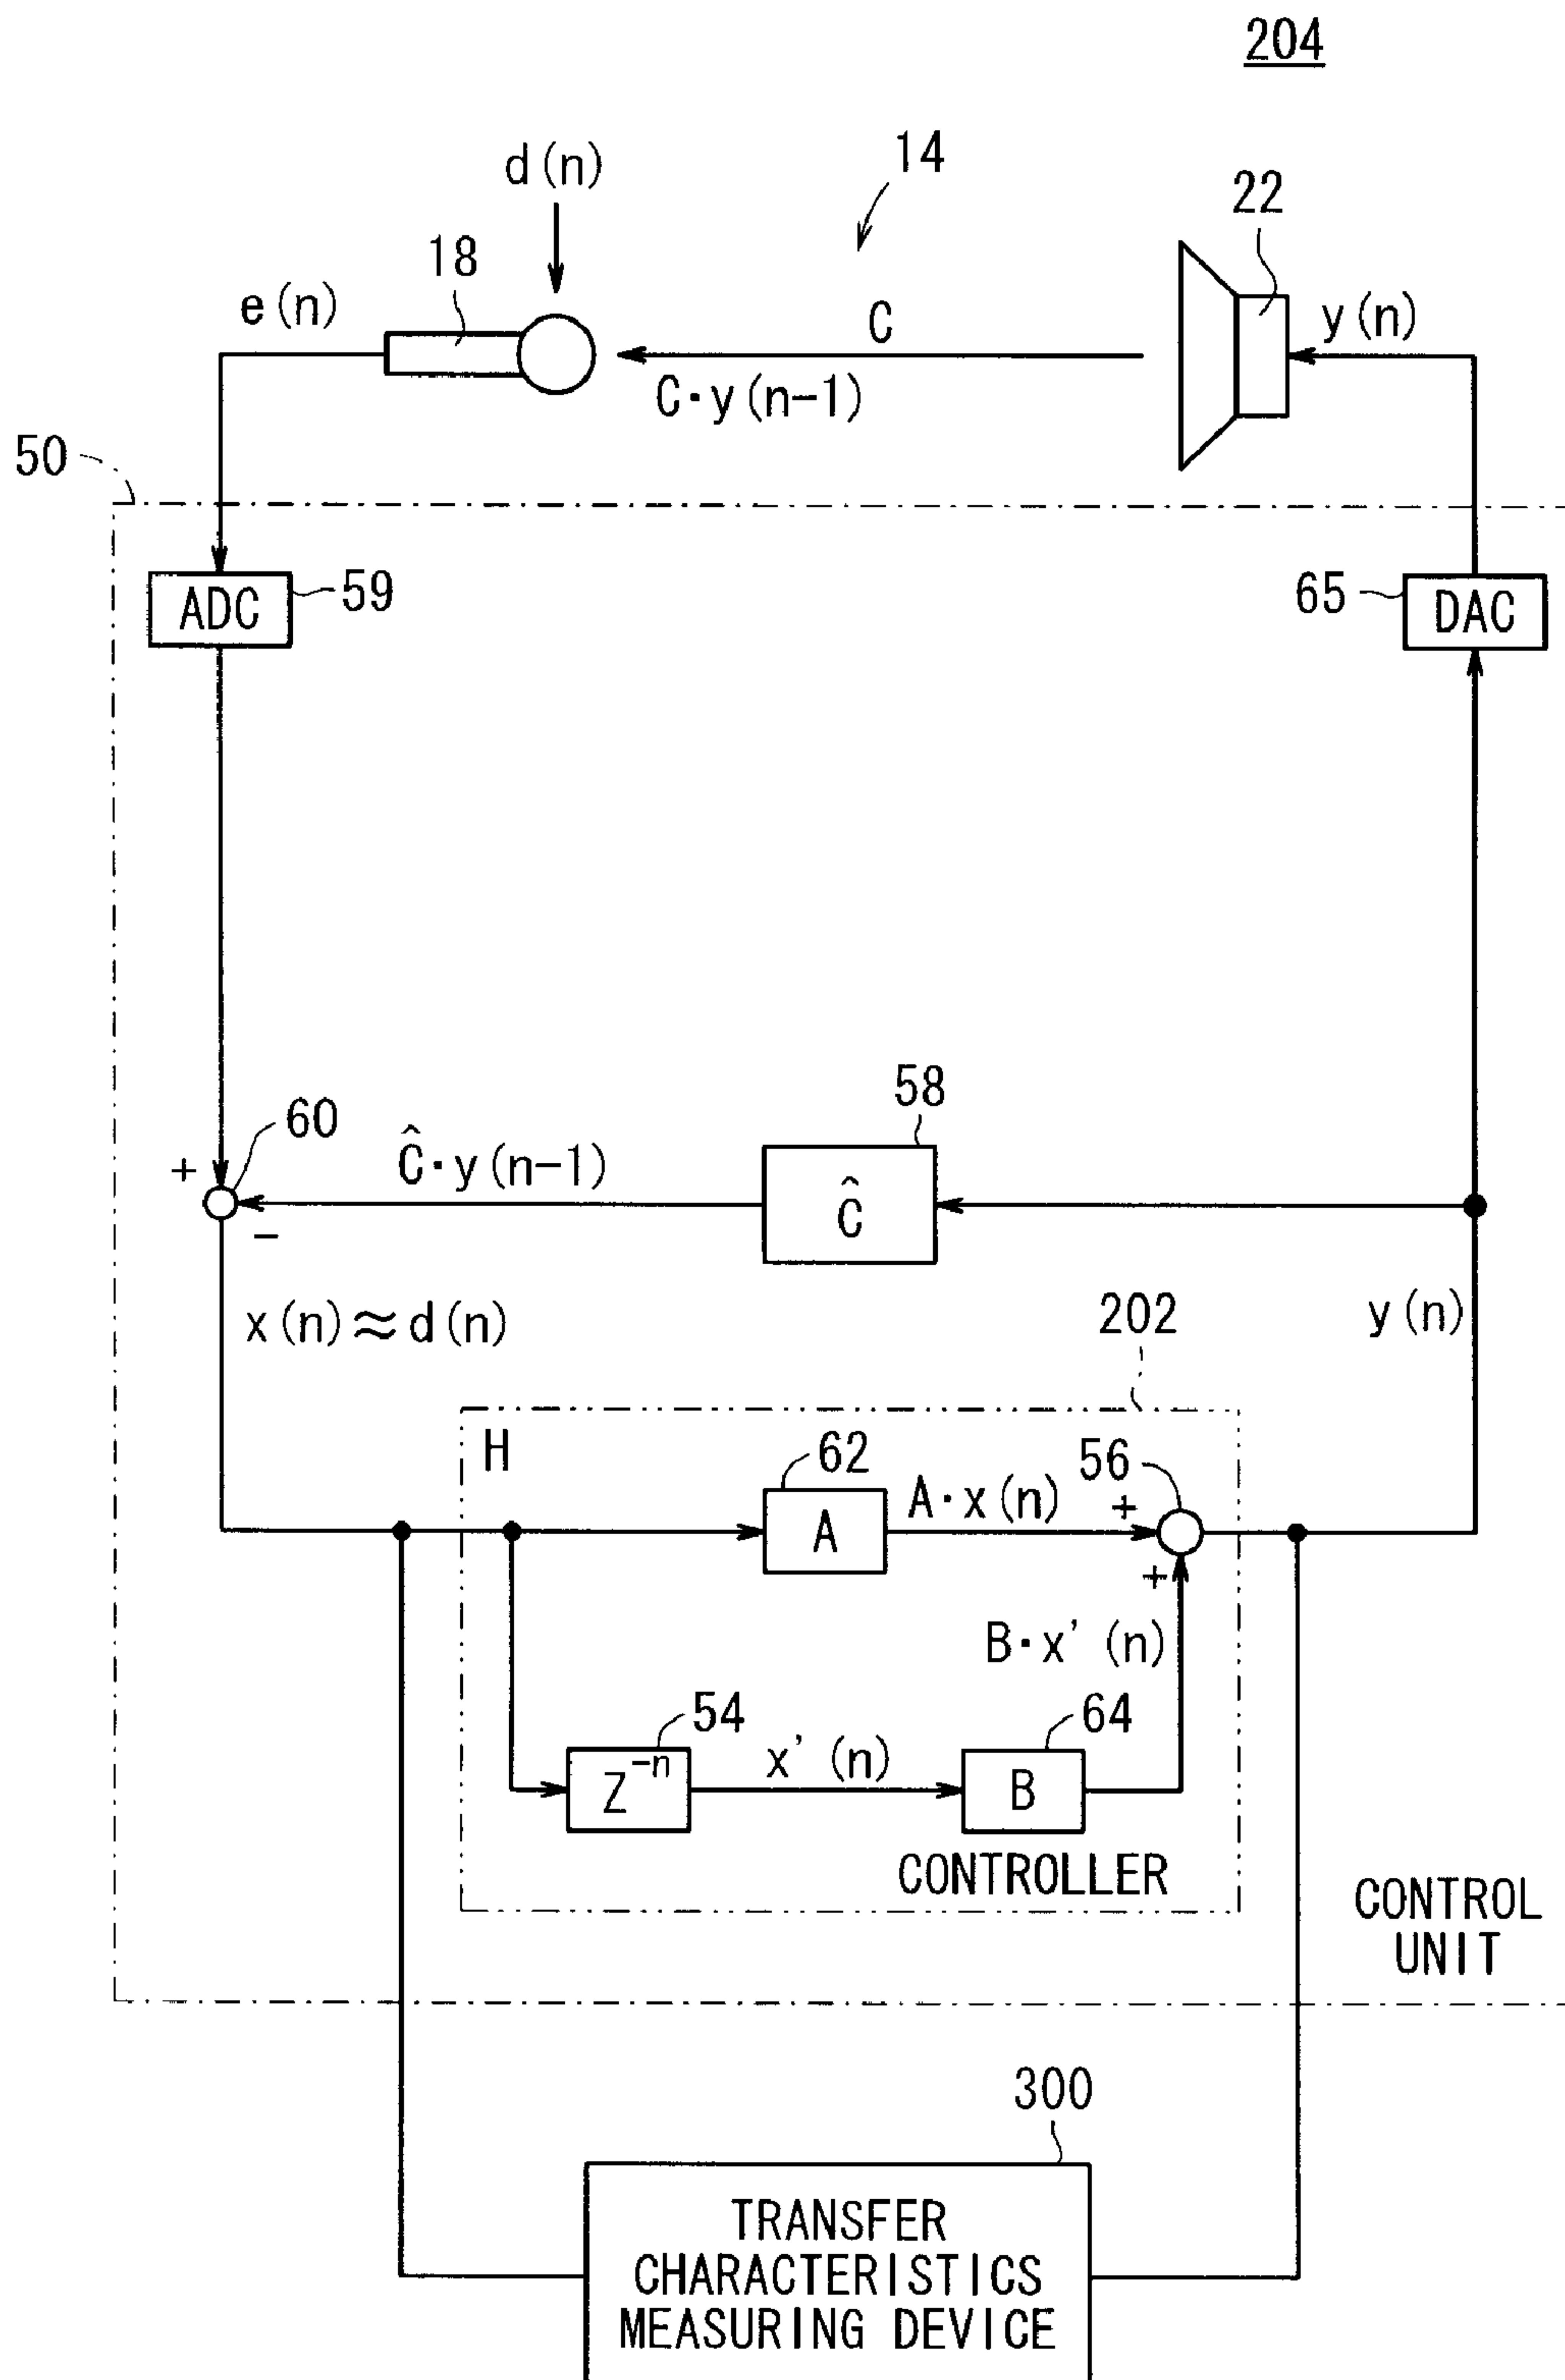 204
14
d(n)
22
18
e(n)
C
y(n)
C·y(n-1)
50
ADC
59
65
DAC
58
60
+
Ĉ·y(n-1)
Ĉ
−
x(n)≈d(n)
202
y(n)
H
62
56
A·x(n)
+
A
+
B·x'(n)
54
64
x'(n)
Z⁻ⁿ
B
CONTROLLER
CONTROL
UNIT
300
TRANSFER
CHARACTERISTICS
MEASURING DEVICE